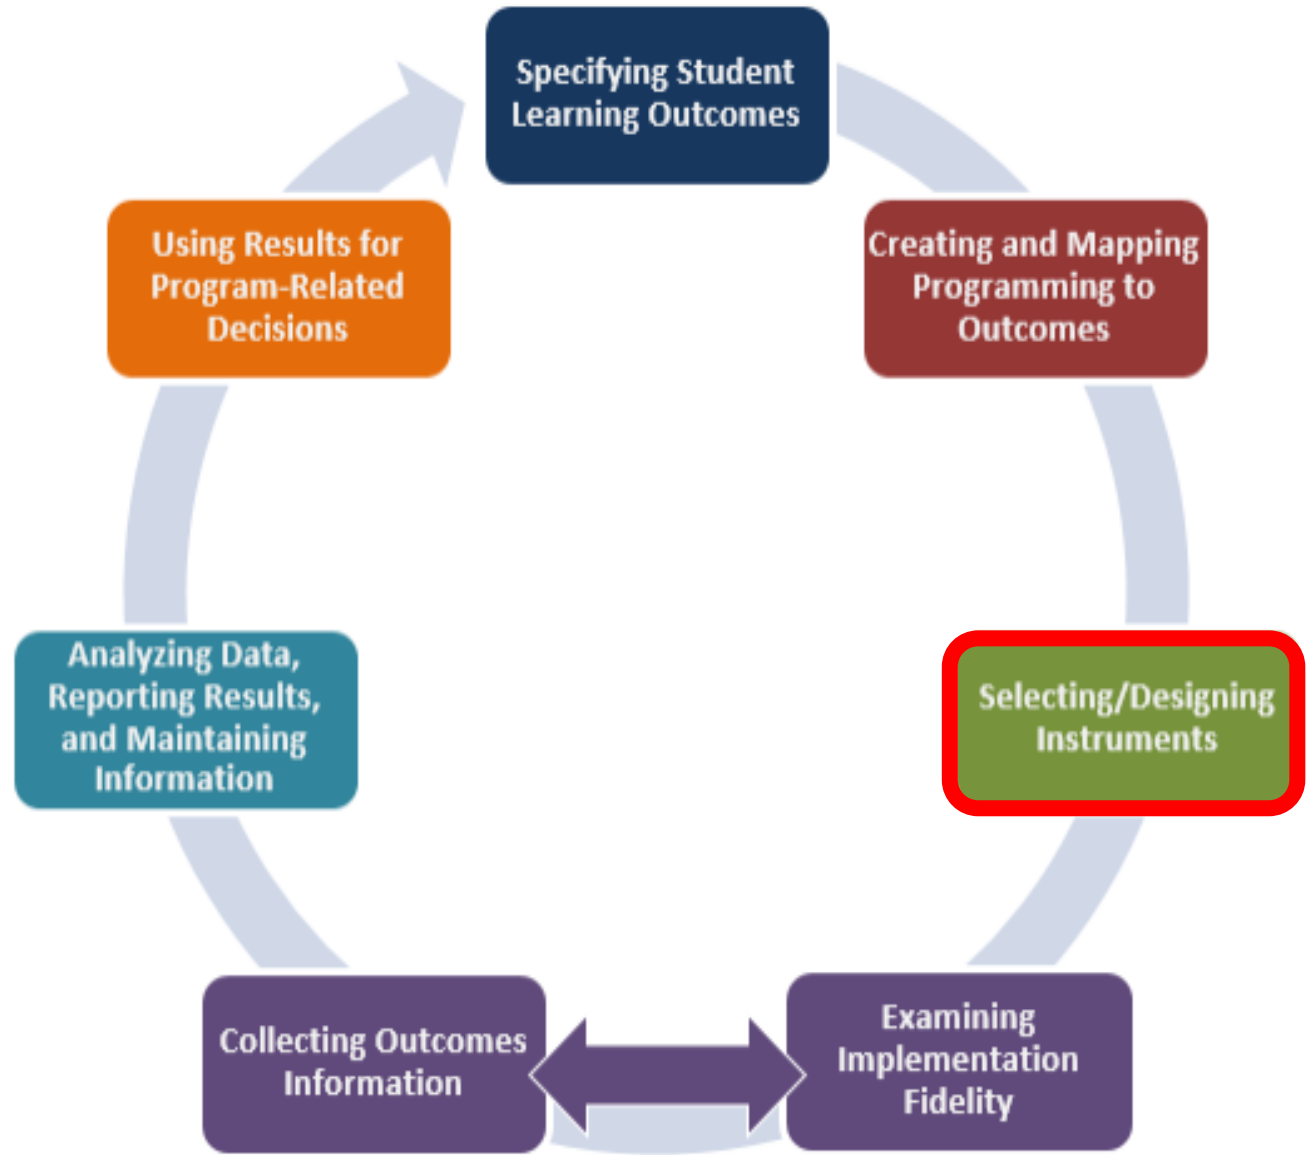 Specifying Student
Learning Outcomes
Creating and Mapping
Programming to
Outcomes
Selecting/Designing
Instruments
Examining
Implementation
Fidelity
Collecting Outcomes
Information
Analyzing Data,
Reporting Results,
and Maintaining
Information
Using Results for
Program-Related
Decisions